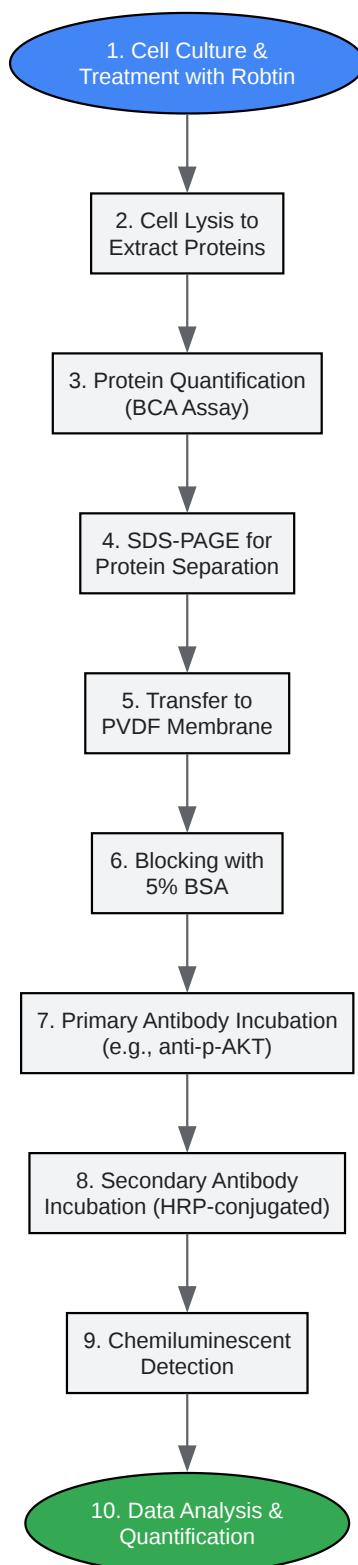 1. Cell Culture &
Treatment with Robtin
2. Cell Lysis to
Extract Proteins
3. Protein Quantification
(BCA Assay)
4. SDS-PAGE for
Protein Separation
5. Transfer to
PVDF Membrane
6. Blocking with
5% BSA
7. Primary Antibody Incubation
(e.g., anti-p-AKT)
8. Secondary Antibody
Incubation (HRP-conjugated)
9. Chemiluminescent
Detection
10. Data Analysis &
Quantification